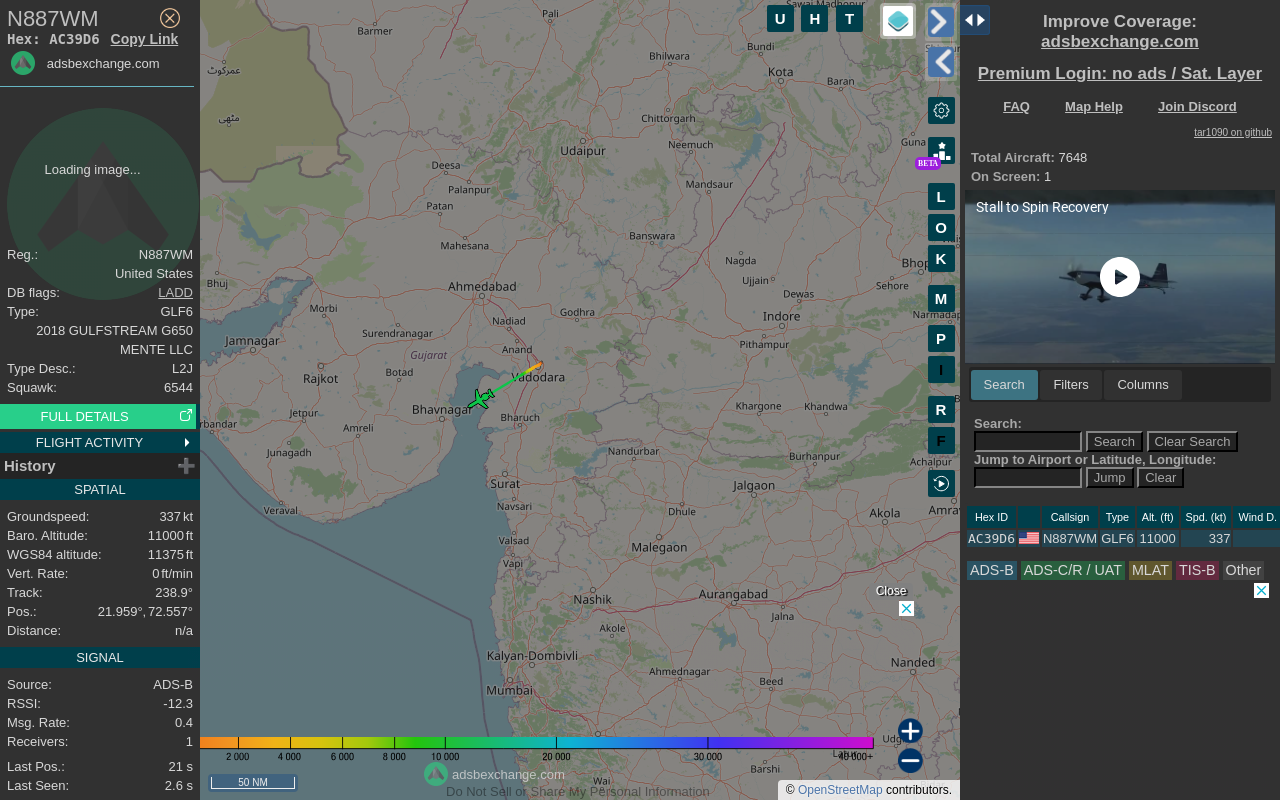 N887WM
Hex: AC39D6 Copy Link
adsbexchange.com
Loading image...
Reg.: N887WM
United States
DB flags: LADD
Type: GLF6
2018 GULFSTREAM G650
MENTE LLC
Type Desc.: L2J
Squawk: 6544
FULL DETAILS
FLIGHT ACTIVITY
History
SPATIAL
Groundspeed: 337 kt
Baro. Altitude: 11000 ft
WGS84 altitude: 11375 ft
Vert. Rate: 0 ft/min
Track: 238.9°
Pos.: 21.959°, 72.557°
Distance: n/a
SIGNAL
Source: ADS-B
RSSI: -12.3
Msg. Rate: 0.4
Receivers: 1
Last Pos.: 21 s
Last Seen: 2.6 s
Pali
Barmer
Bhilwara
Bundi
Kota
Baran
عمرکوٹ
مٹھی
Chittorgarh
Udaipur
Neemuch
Guna
Deesa
Palanpur
Mandsaur
Patan
Banswara
Mahesana
Nagda
Ujjain
Bhop
Sehore
Bhuj
Ahmedabad
Dewas
Morbi
Godhra
Indore
Narmadap
Nadiad
Surendranagar
Pithampur
Jamnagar
Anand
Gujarat
Rajkot
Botad
Vadodara
Bhavnagar
Bharuch
Khargone
Khandwa
Jetpur
Amreli
rbandar
Junagadh
Nandurbar
Burhanpur
Achalpur
Surat
Jalgaon
Veraval
Navsari
Dhule
Akola
Amrav
Valsad
Malegaon
Vapi
Nashik
Aurangabad
Jalna
Akole
Kalyan-Dombivli
Nanded
Ahmednagar
Beed
Mumbai
Udg
Latur
Barshi
Wai
U H T
BETA
L
O
K
M
P
I
R
F
Close
2 000 4 000 6 000 8 000 10 000 20 000 30 000 40 000+
50 NM
adsbexchange.com
Do Not Sell or Share My Personal Information
© OpenStreetMap contributors.
Improve Coverage:
adsbexchange.com
Premium Login: no ads / Sat. Layer
FAQ Map Help Join Discord
tar1090 on github
Total Aircraft: 7648
On Screen: 1
Stall to Spin Recovery
Search Filters Columns
Search:
Search Clear Search
Jump to Airport or Latitude, Longitude:
Jump Clear
Hex ID Callsign Type Alt. (ft) Spd. (kt) Wind D.
AC39D6 N887WM GLF6 11000 337
ADS-B ADS-C/R / UAT MLAT TIS-B Other